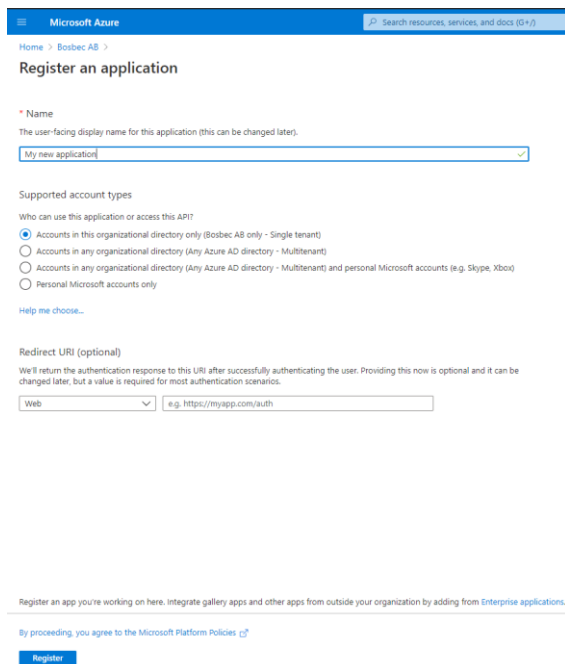 Microsoft Azure
Search resources, services, and docs (G+/)
Home > Bosbec AB >
Register an application
* Name
The user-facing display name for this application (this can be changed later).
My new application
Supported account types
Who can use this application or access this API?
Accounts in this organizational directory only (Bosbec AB only - Single tenant)
Accounts in any organizational directory (Any Azure AD directory - Multitenant)
Accounts in any organizational directory (Any Azure AD directory - Multitenant) and personal Microsoft accounts (e.g. Skype, Xbox)
Personal Microsoft accounts only
Help me choose...
Redirect URI (optional)
We'll return the authentication response to this URI after successfully authenticating the user. Providing this now is optional and it can be
changed later, but a value is required for most authentication scenarios.
Web
e.g. https://myapp.com/auth
Register an app you're working on here. Integrate gallery apps and other apps from outside your organization by adding from Enterprise applications.
By proceeding, you agree to the Microsoft Platform Policies
Register